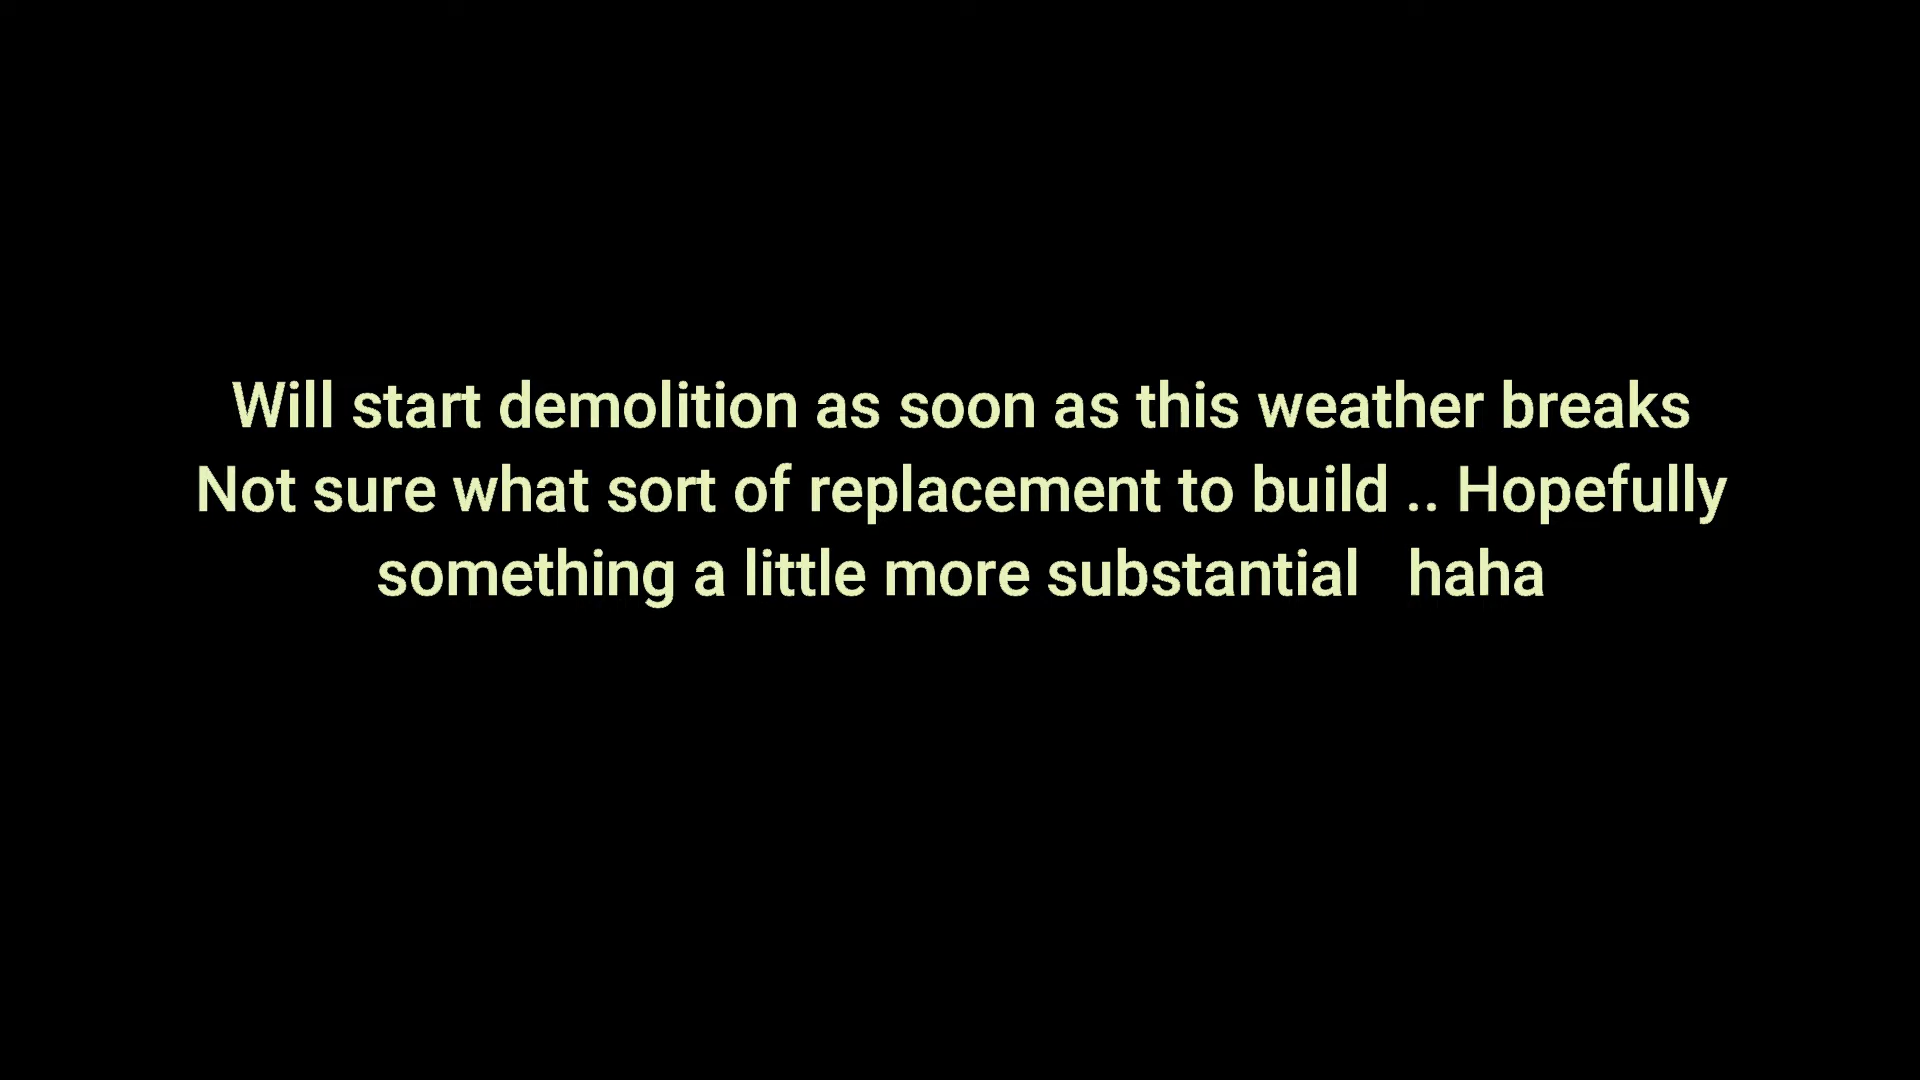 Will start demolition as soon as this weather breaks
Not sure what sort of replacement to build .. Hopefully
something a little more substantial   haha